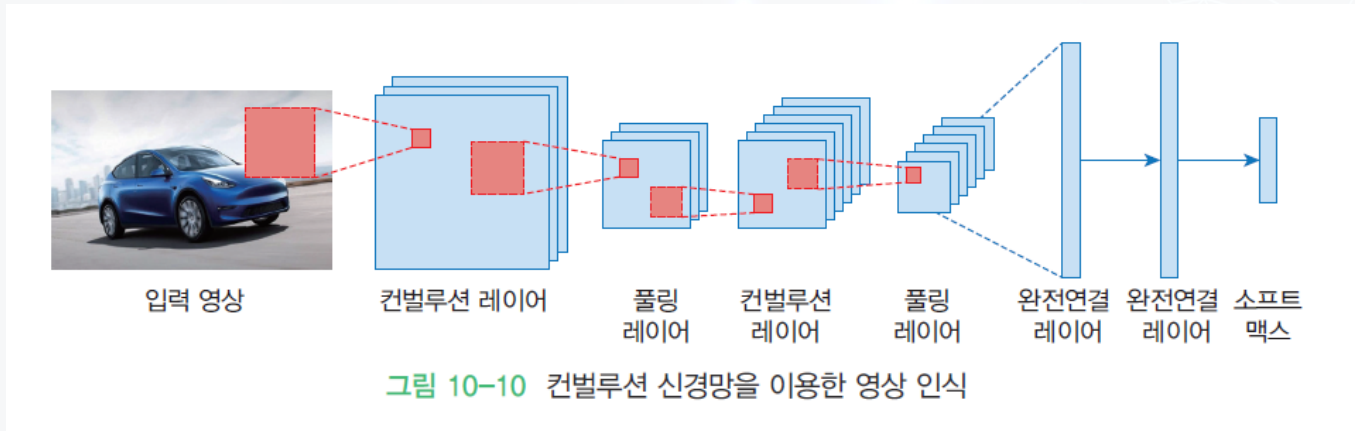 입력 영상
컨벌루션 레이어
풀링
레이어
컨벌루션
레이어
풀링
레이어
완전연결
레이어
완전연결
레이어
소프트
맥스
그림 10-10 컨벌루션 신경망을 이용한 영상 인식